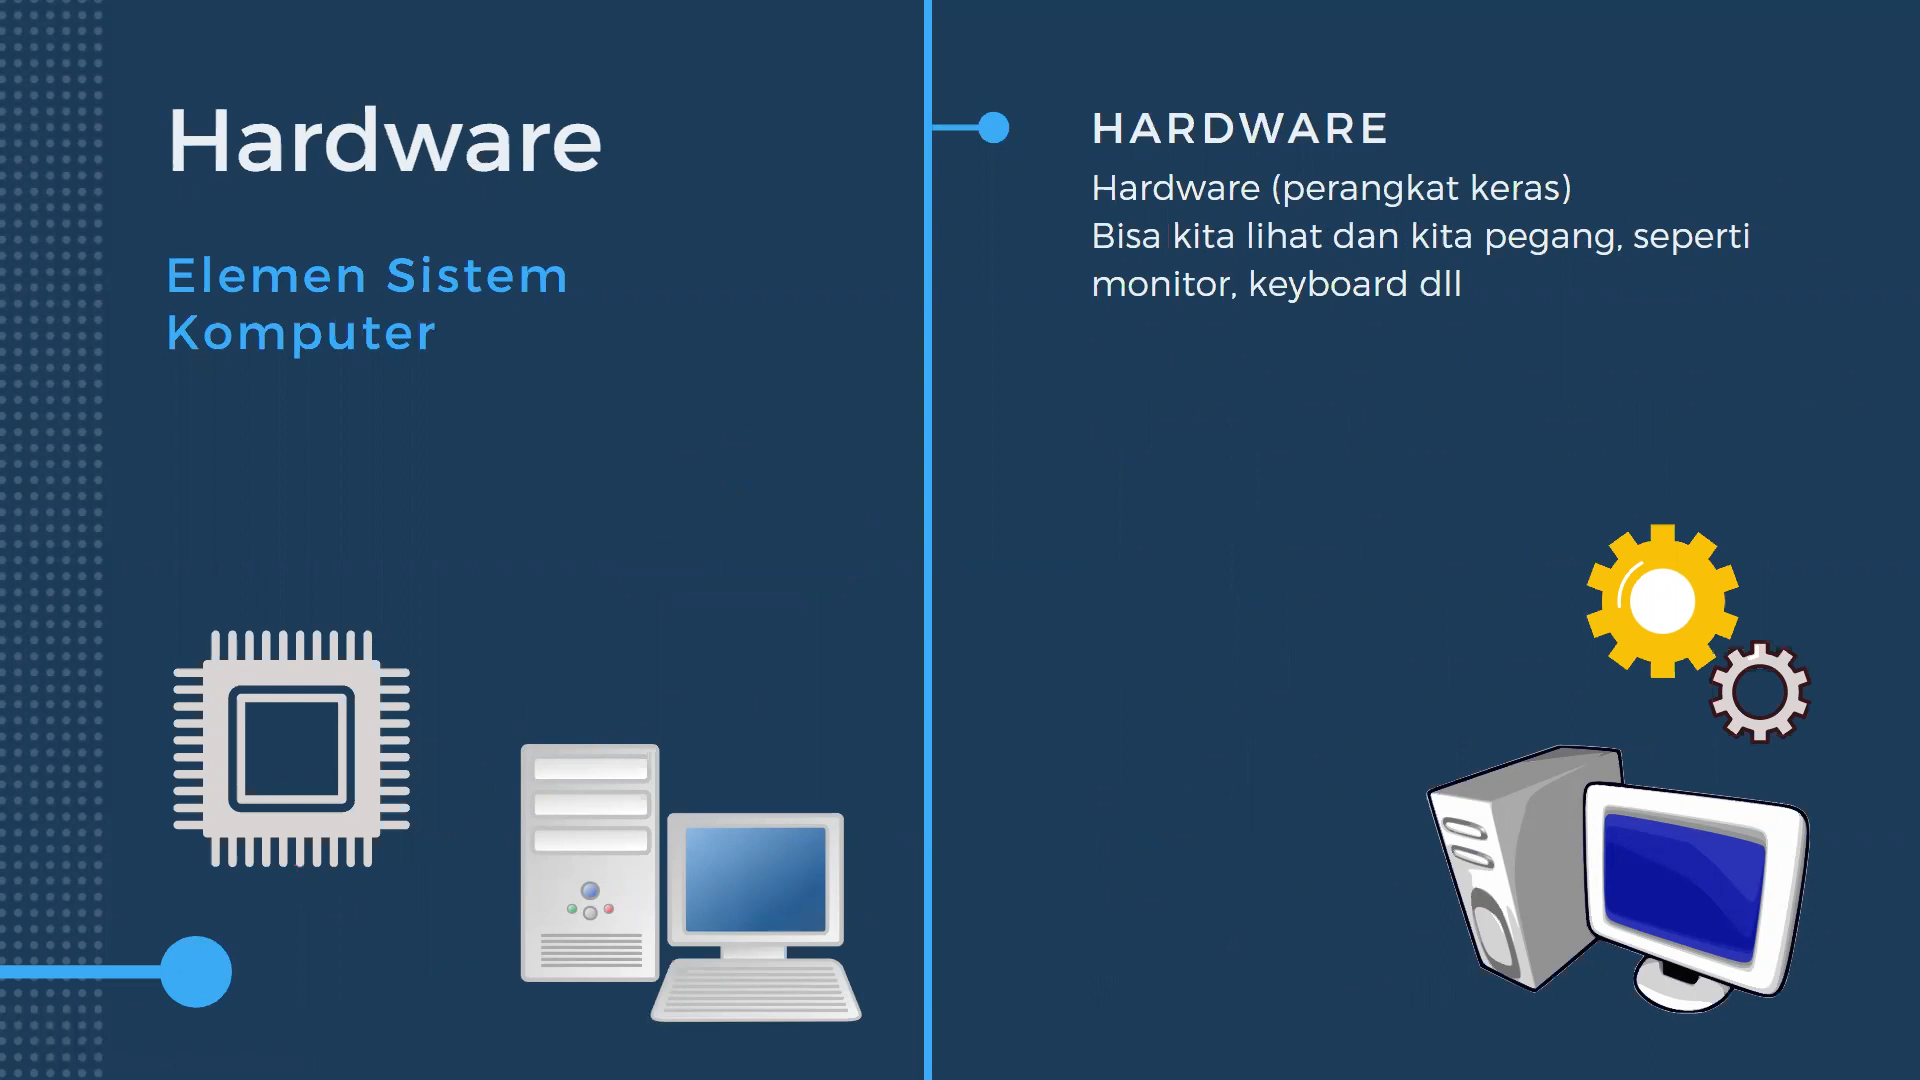 Hardware
Elemen Sistem
Komputer
HARDWARE
Hardware (perangkat keras)
Bisa kita lihat dan kita pegang, seperti
monitor, keyboard dll